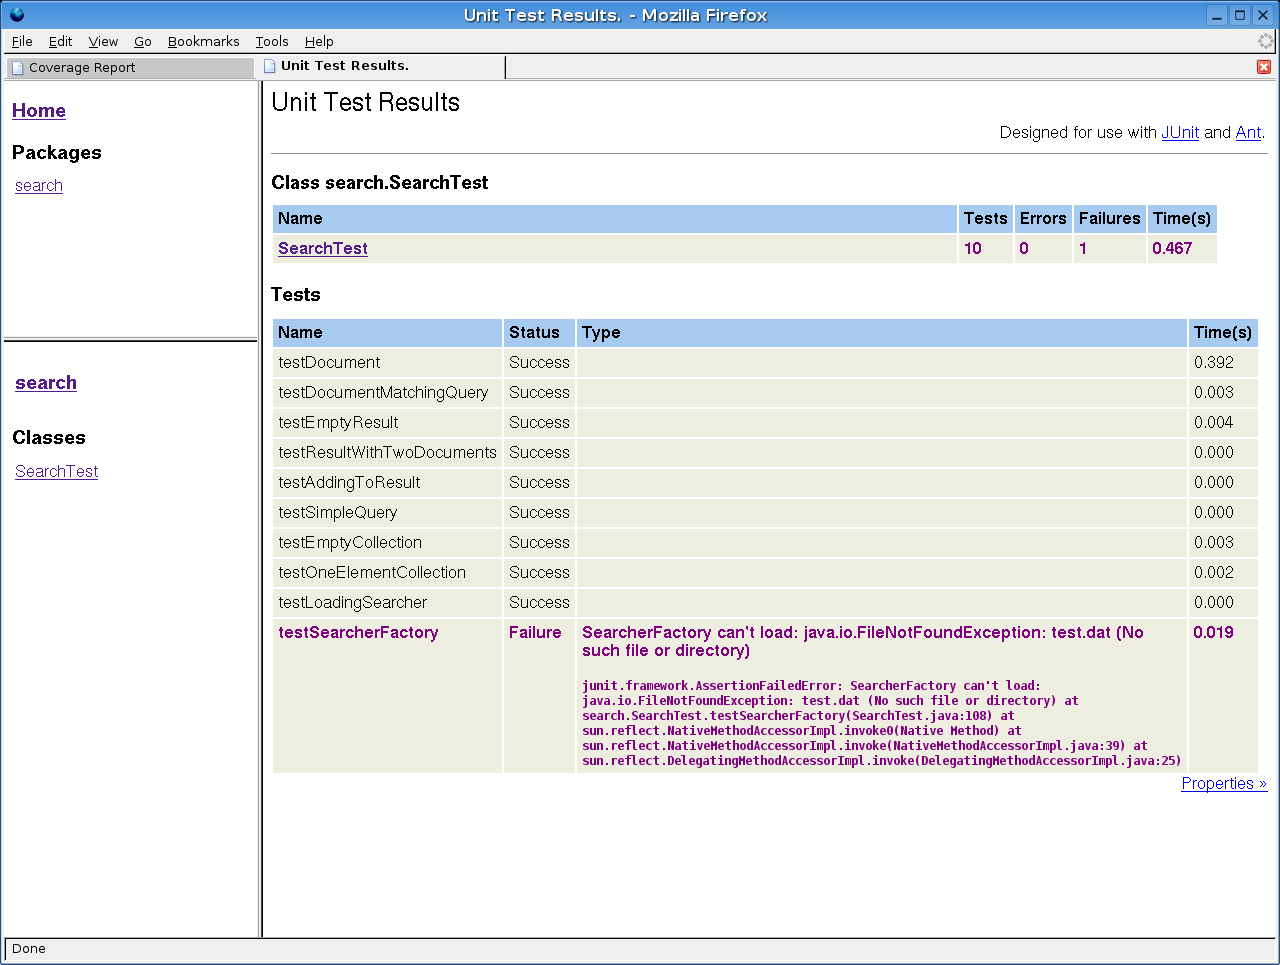 Unit Test Results. - Mozilla Firefox
File Edit View Go Bookmarks Tools Help
Coverage Report
Unit Test Results.
Home
Packages
search
search
Classes
SearchTest
Unit Test Results
Designed for use with JUnit and Ant.
Class search.SearchTest
Name Tests Errors Failures Time(s)
SearchTest 10 0 1 0.467
Tests
Name Status Type Time(s)
testDocument Success 0.392
testDocumentMatchingQuery Success 0.003
testEmptyResult Success 0.004
testResultWithTwoDocuments Success 0.000
testAddingToResult Success 0.000
testSimpleQuery Success 0.000
testEmptyCollection Success 0.003
testOneElementCollection Success 0.002
testLoadingSearcher Success 0.000
testSearcherFactory Failure SearcherFactory can't load: java.io.FileNotFoundException: test.dat (No 0.019
such file or directory)
junit.framework.AssertionFailedError: SearcherFactory can't load:
java.io.FileNotFoundException: test.dat (No such file or directory) at
search.SearchTest.testSearcherFactory(SearchTest.java:108) at
sun.reflect.NativeMethodAccessorImpl.invoke0(Native Method) at
sun.reflect.NativeMethodAccessorImpl.invoke(NativeMethodAccessorImpl.java:39) at
sun.reflect.DelegatingMethodAccessorImpl.invoke(DelegatingMethodAccessorImpl.java:25)
Properties »
Done